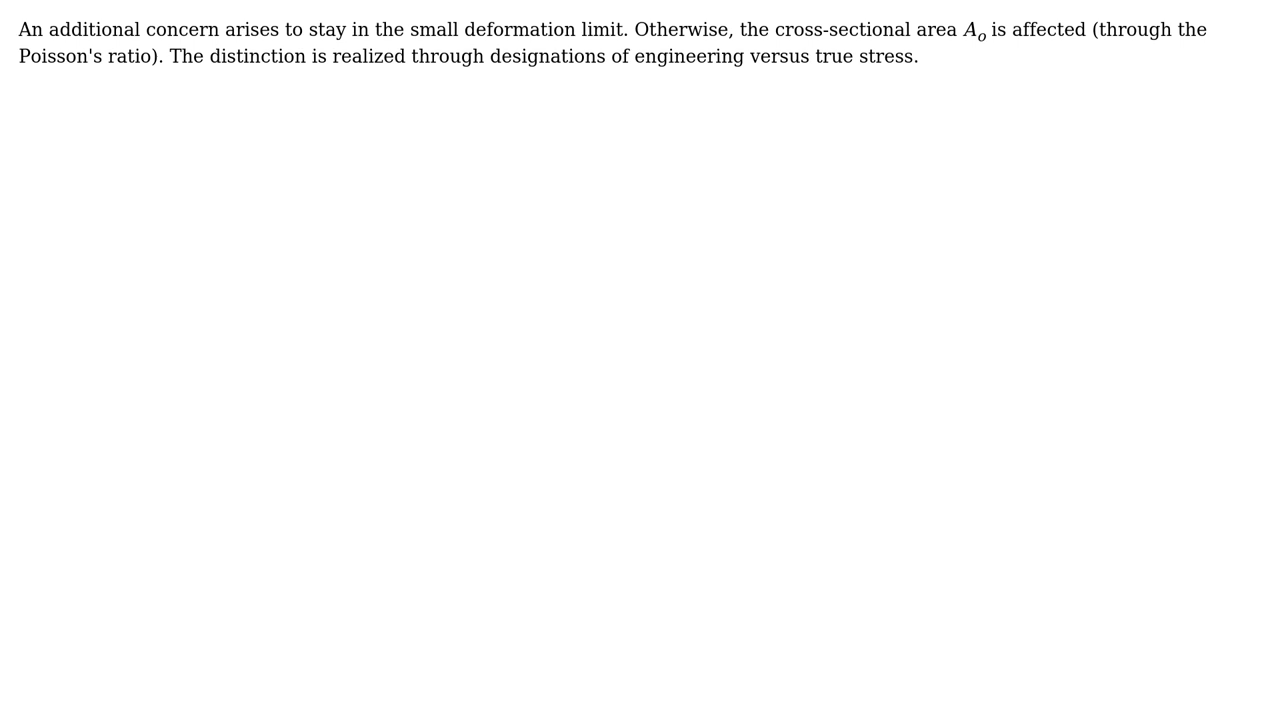 An additional concern arises to stay in the small deformation limit. Otherwise, the cross-sectional area Aₒ is affected (through the
Poisson's ratio). The distinction is realized through designations of engineering versus true stress.